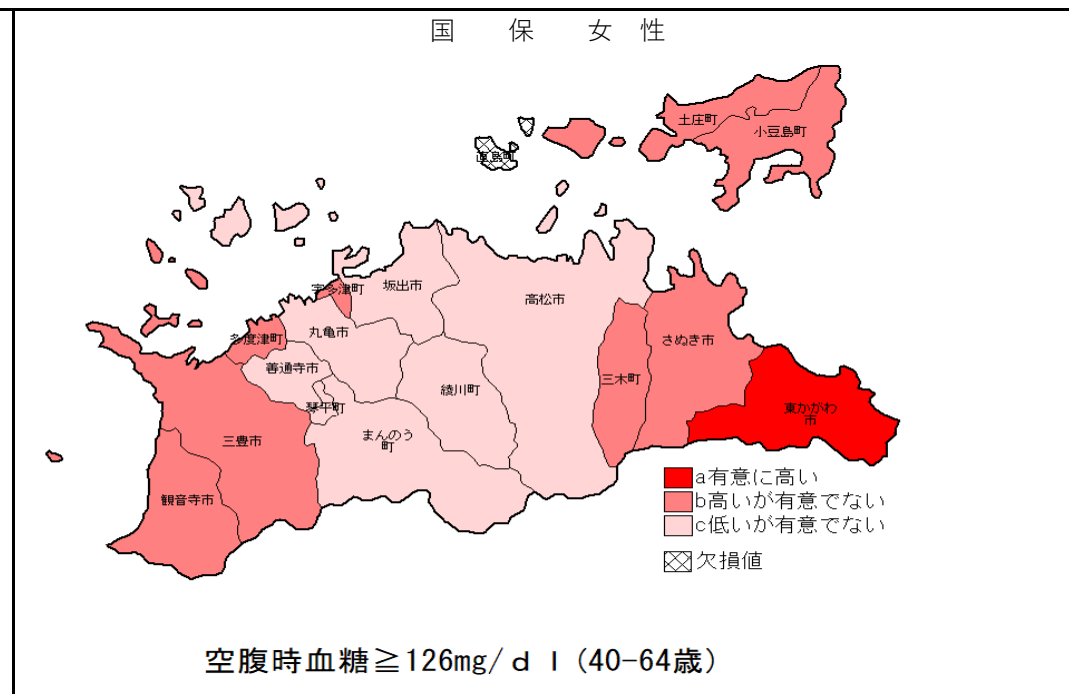 国 保 女 性
土庄町
小豆島町
直島町
宇多津町
坂出市
高松市
多度津町
丸亀市
さぬき市
善通寺市
三木町
綾川町
琴平町
東かがわ
市
まんのう
町
三豊市
観音寺市
a有意に高い
b高いが有意でない
c低いが有意でない
欠損値
空腹時血糖≧126mg/ｄｌ(40-64歳)